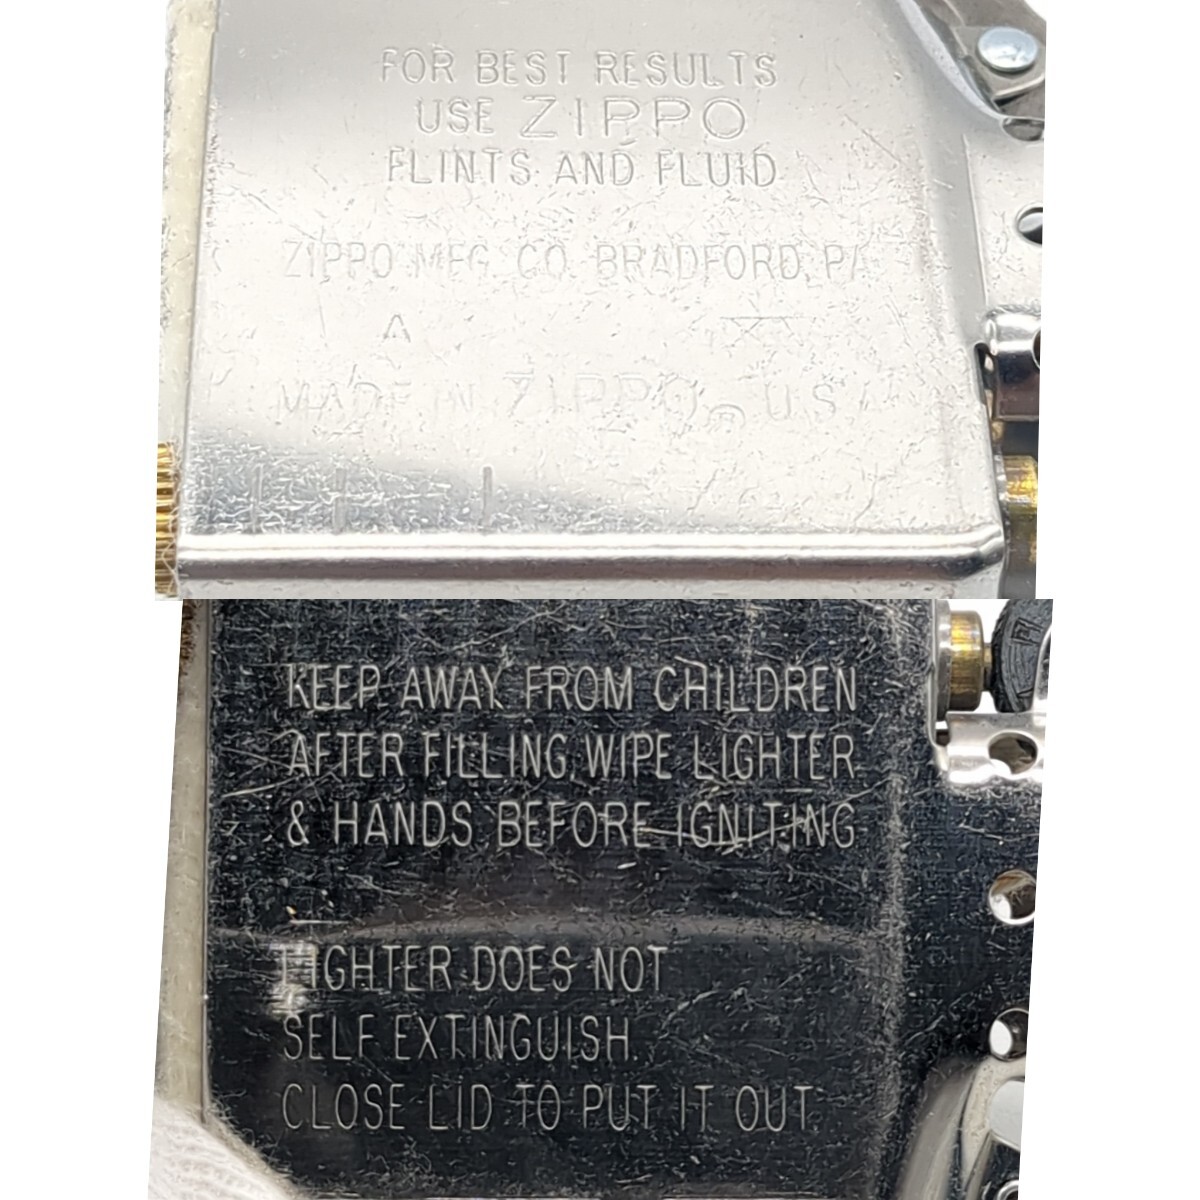 FOR BEST RESULTS
USE ZIPPO
FLINTS AND FLUID
ZIPPO MFG. CO. BRADFORD, PA
A
MADE IN ZIPPO® U.S.A.
KEEP AWAY FROM CHILDREN
AFTER FILLING, WIPE LIGHTER
& HANDS BEFORE IGNITING
LIGHTER DOES NOT
SELF EXTINGUISH.
CLOSE LID TO PUT IT OUT.